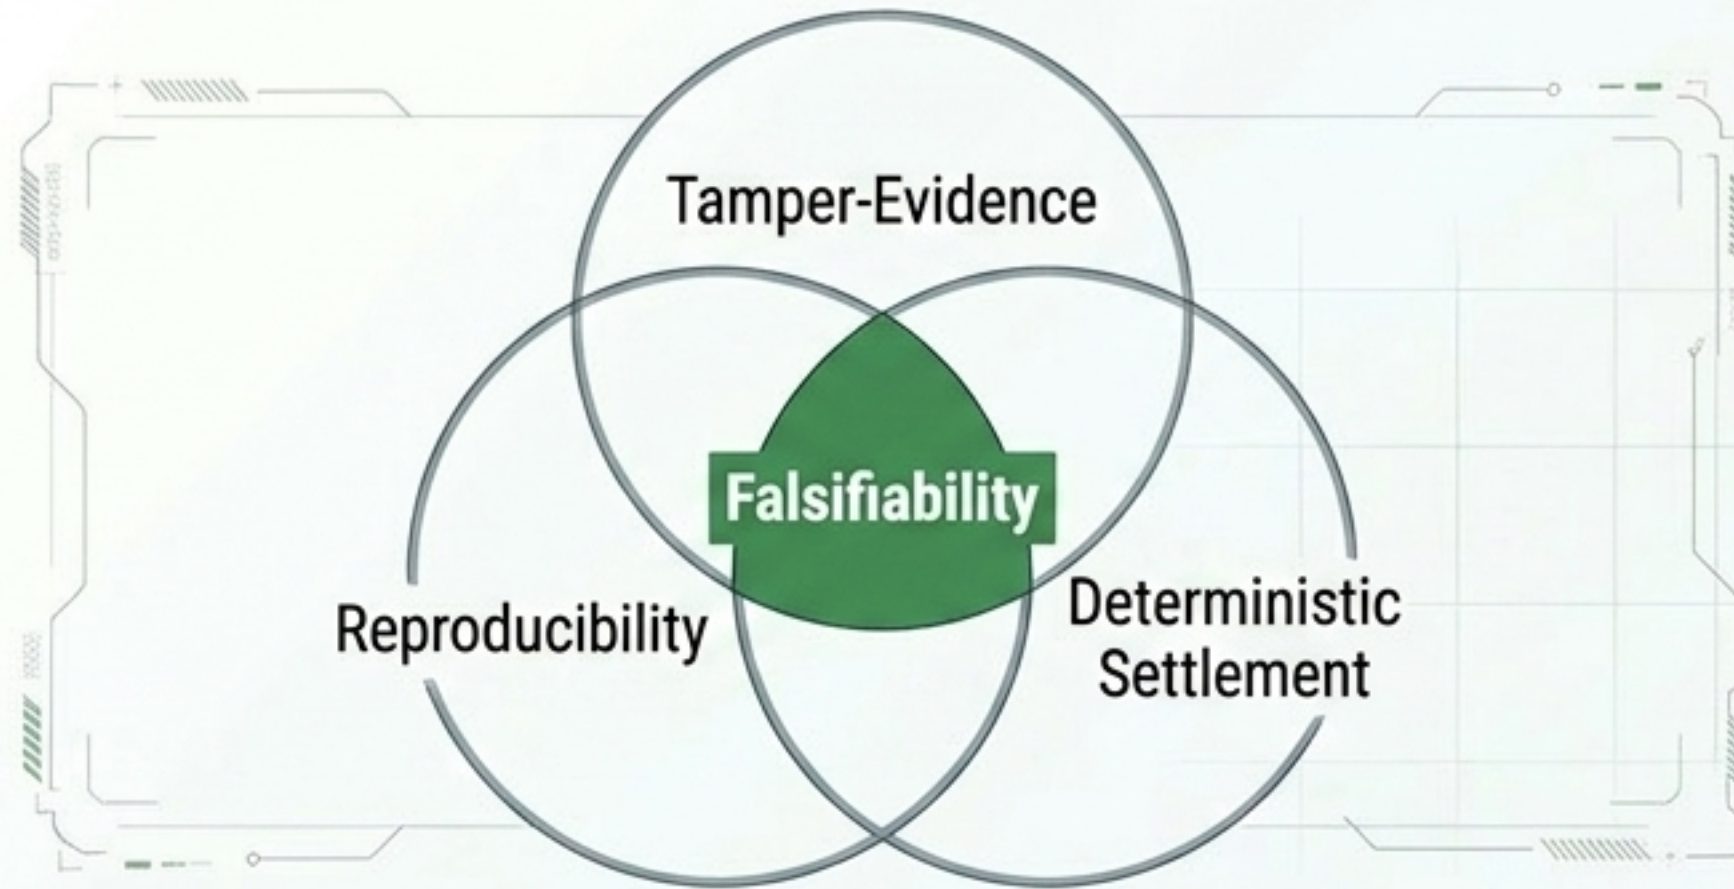 Tamper-Evidence
Falsifiability
Reproducibility
Deterministic
Settlement